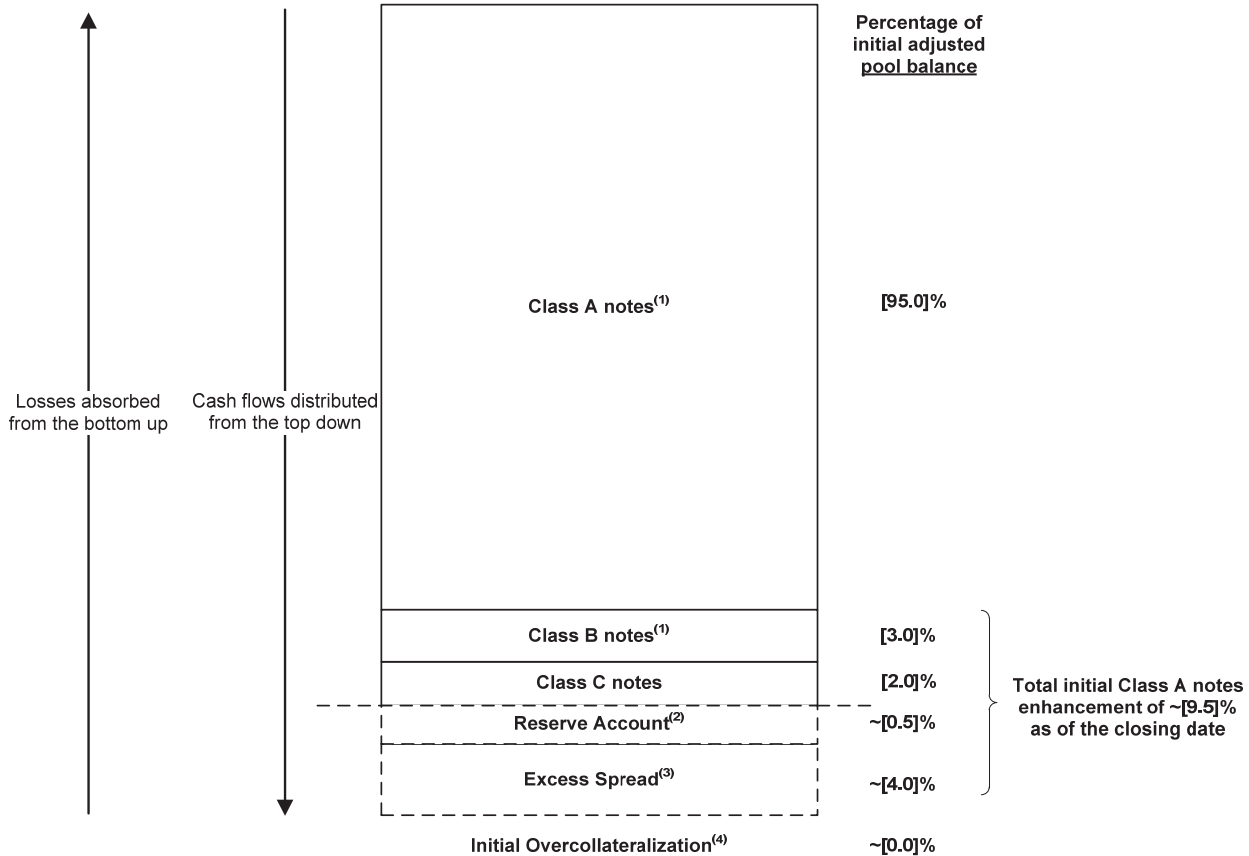 Percentage of
initial adjusted
pool balance
Class A notes(1)
[95.0]%
Losses absorbed
from the bottom up
Cash flows distributed
from the top down
Class B notes(1)
[3.0]%
Class C notes
[2.0]%
Reserve Account(2)
~[0.5]%
Excess Spread(3)
~[4.0]%
Total initial Class A notes
enhancement of ~[9.5]%
as of the closing date
Initial Overcollateralization(4)
~[0.0]%